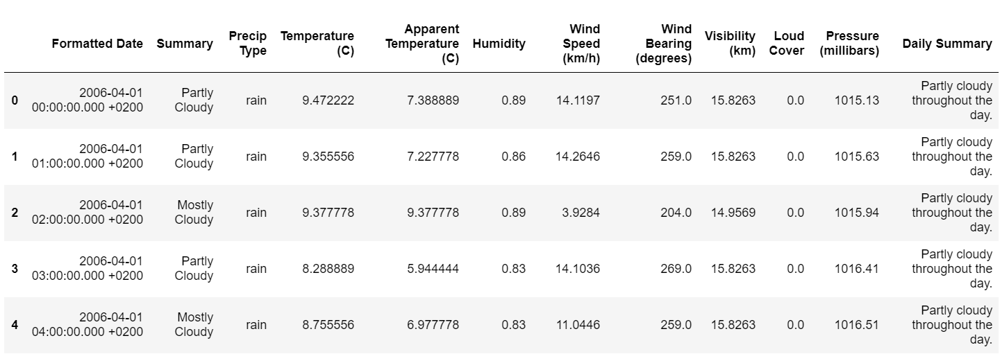 Formatted Date Summary Precip Type Temperature (C) Apparent Temperature (C) Humidity Wind Speed (km/h) Wind Bearing (degrees) Visibility (km) Loud Cover Pressure (millibars) Daily Summary
0 2006-04-01 00:00:00.000 +0200 Partly Cloudy rain 9.472222 7.388889 0.89 14.1197 251.0 15.8263 0.0 1015.13 Partly cloudy throughout the day.
1 2006-04-01 01:00:00.000 +0200 Partly Cloudy rain 9.355556 7.227778 0.86 14.2646 259.0 15.8263 0.0 1015.63 Partly cloudy throughout the day.
2 2006-04-01 02:00:00.000 +0200 Mostly Cloudy rain 9.377778 9.377778 0.89 3.9284 204.0 14.9569 0.0 1015.94 Partly cloudy throughout the day.
3 2006-04-01 03:00:00.000 +0200 Partly Cloudy rain 8.288889 5.944444 0.83 14.1036 269.0 15.8263 0.0 1016.41 Partly cloudy throughout the day.
4 2006-04-01 04:00:00.000 +0200 Mostly Cloudy rain 8.755556 6.977778 0.83 11.0446 259.0 15.8263 0.0 1016.51 Partly cloudy throughout the day.